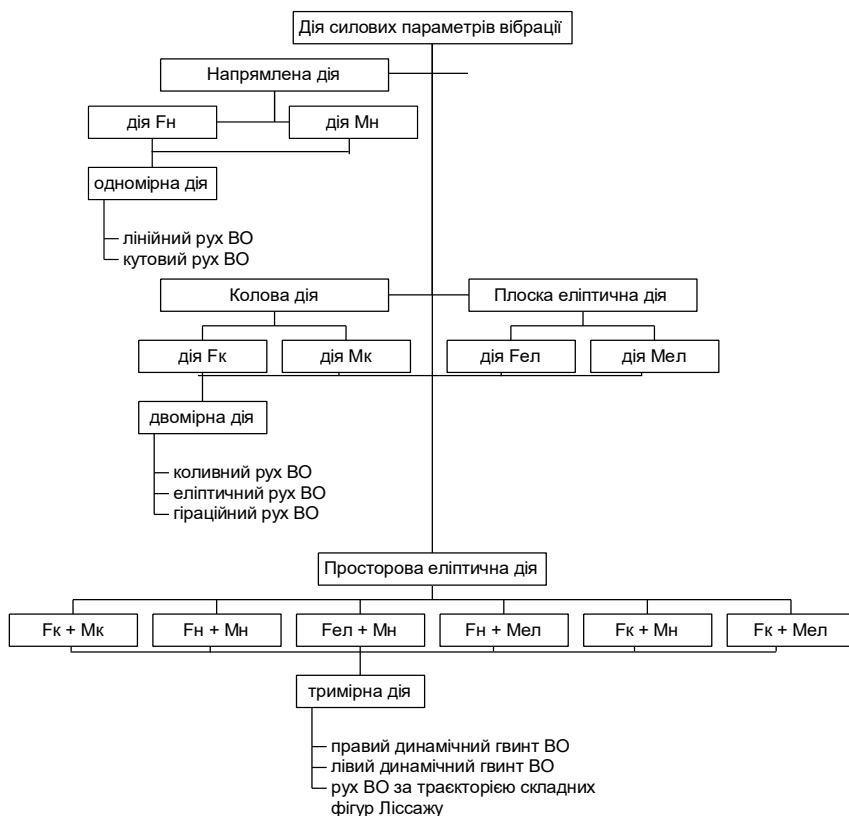 Дія силових параметрів вібрації
Напрямлена дія
дія Fн
дія Мн
одномірна дія
лінійний рух ВО
кутовий рух ВО
Колова дія
Плоска еліптична дія
дія Fк
дія Мк
дія Fел
дія Мел
двомірна дія
коливний рух ВО
еліптичний рух ВО
гіраційний рух ВО
Просторова еліптична дія
Fк + Мк
Fн + Мн
Fел + Мн
Fн + Мел
Fк + Мн
Fк + Мел
тримірна дія
правий динамічний гвинт ВО
лівий динамічний гвинт ВО
рух ВО за траєкторією складних
фігур Ліссажу